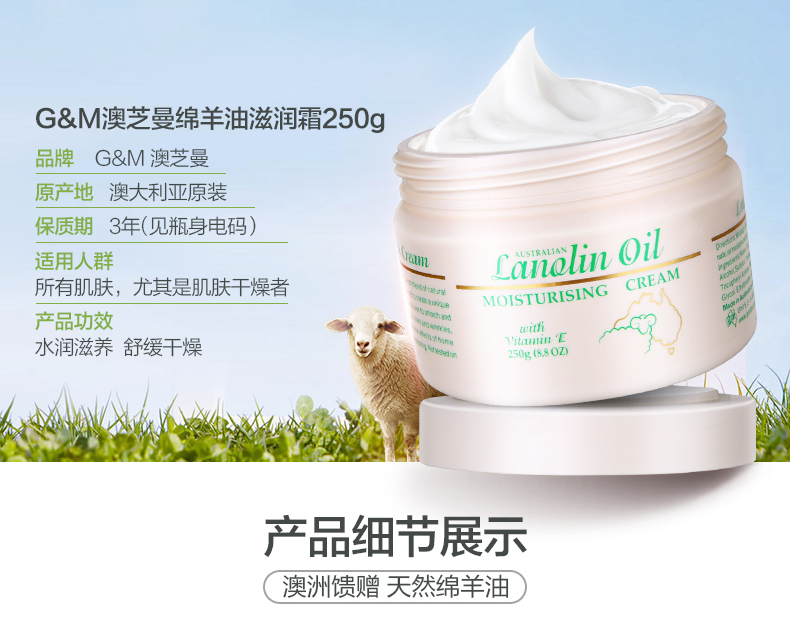 G&M澳芝曼绵羊油滋润霜250g
品牌 G&M 澳芝曼
原产地 澳大利亚原装
保质期 3年(见瓶身电码)
适用人群
所有肌肤，尤其是肌肤干燥者
产品功效
水润滋养 舒缓干燥
Cream
AUSTRALIAN
Lanolin Oil
MOISTURISING CREAM
with
Vitamin E
250g (8.8 OZ)
产品细节展示
澳洲馈赠 天然绵羊油